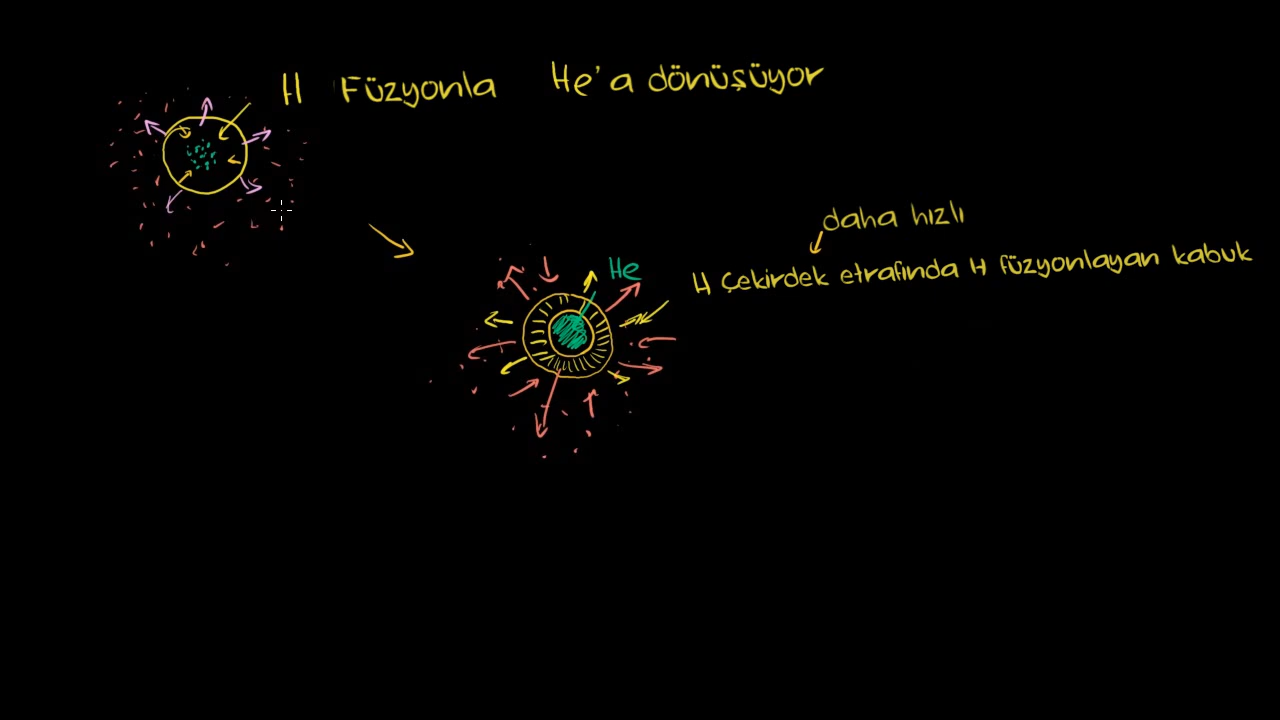 H Füzyonla He'a dönüşüyor
daha hızlı
He
H Çekirdek etrafında H füzyonlayan kabuk